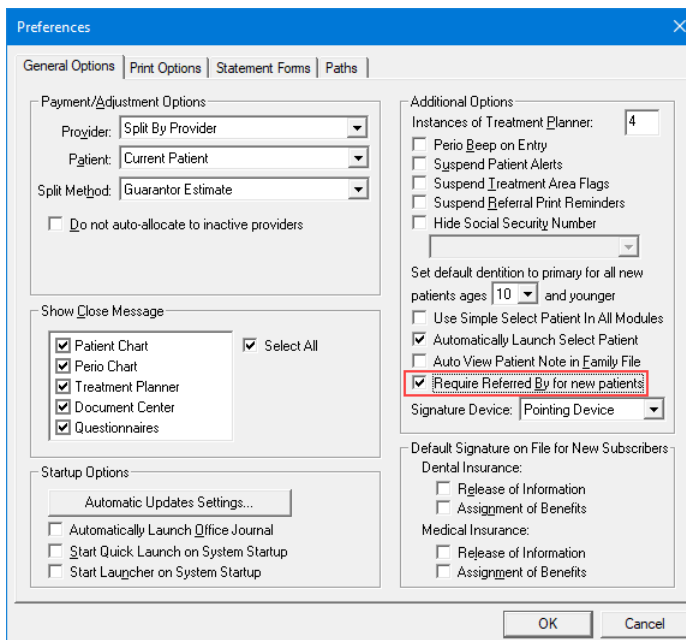 Preferences
General Options Print Options Statement Forms Paths
Payment/Adjustment Options
Provider: Split By Provider
Patient: Current Patient
Split Method: Guarantor Estimate
Do not auto-allocate to inactive providers
Show Close Message
Patient Chart
Perio Chart
Treatment Planner
Document Center
Questionnaires
Select All
Startup Options
Automatic Updates Settings...
Automatically Launch Office Journal
Start Quick Launch on System Startup
Start Launcher on System Startup
Additional Options
Instances of Treatment Planner: 4
Perio Beep on Entry
Suspend Patient Alerts
Suspend Treatment Area Flags
Suspend Referral Print Reminders
Hide Social Security Number
Set default dentition to primary for all new
patients ages 10 and younger
Use Simple Select Patient In All Modules
Automatically Launch Select Patient
Auto View Patient Note in Family File
Require Referred By for new patients
Signature Device: Pointing Device
Default Signature on File for New Subscribers
Dental Insurance:
Release of Information
Assignment of Benefits
Medical Insurance:
Release of Information
Assignment of Benefits
OK Cancel